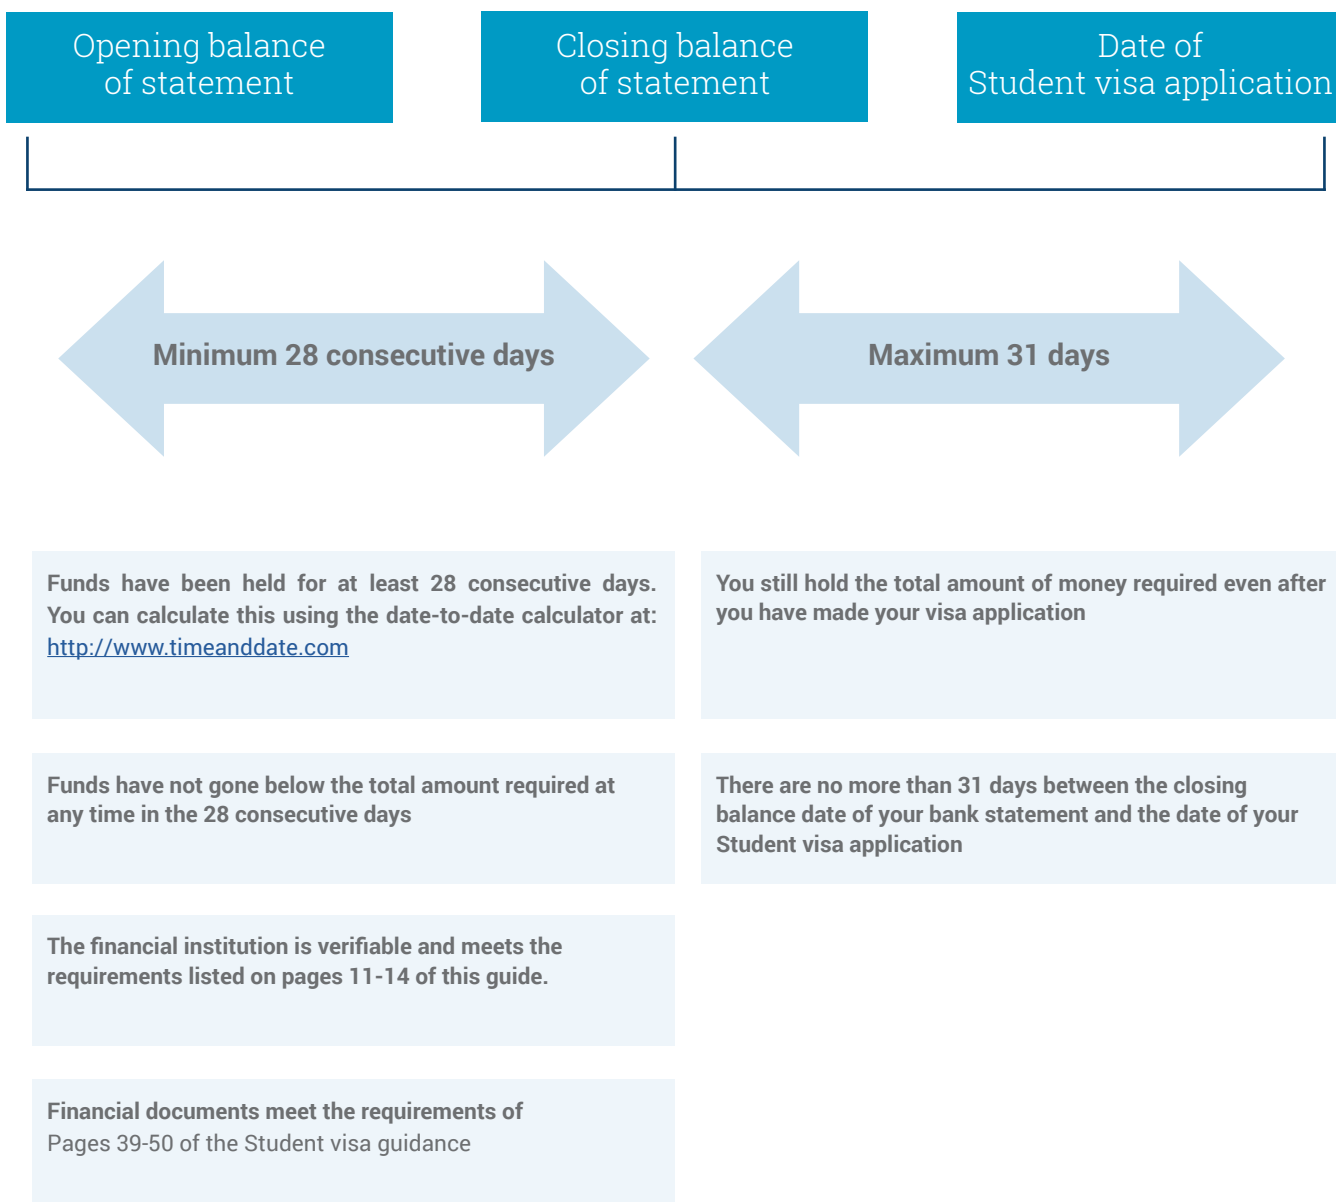 Opening balance
of statement
Closing balance
of statement
Date of
Student visa application
Minimum 28 consecutive days
Maximum 31 days
Funds have been held for at least 28 consecutive days.
You can calculate this using the date-to-date calculator at:
http://www.timeanddate.com
You still hold the total amount of money required even after
you have made your visa application
Funds have not gone below the total amount required at
any time in the 28 consecutive days
There are no more than 31 days between the closing
balance date of your bank statement and the date of your
Student visa application
The financial institution is verifiable and meets the
requirements listed on pages 11-14 of this guide.
Financial documents meet the requirements of
Pages 39-50 of the Student visa guidance